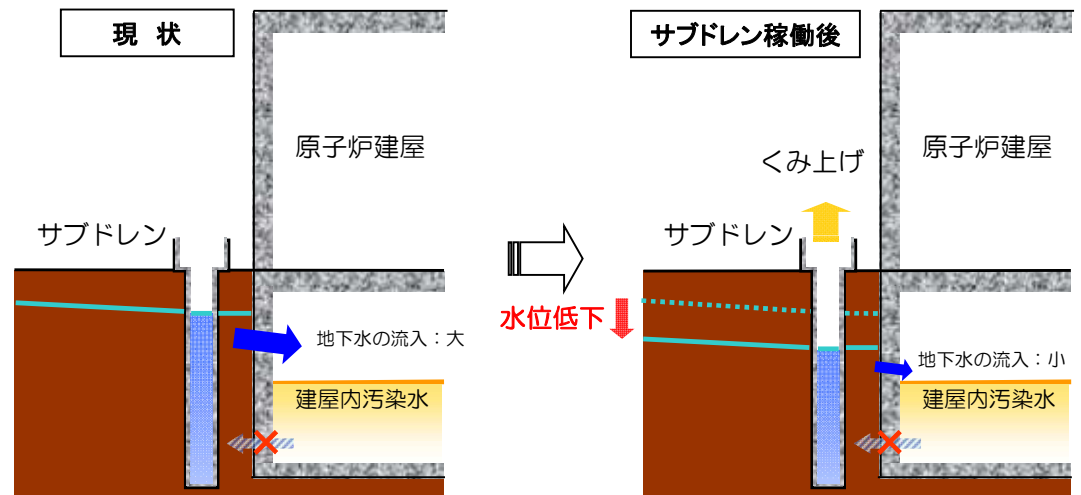 現 状
原子炉建屋
サブドレン
地下水の流入：大
建屋内汚染水
サブドレン稼働後
原子炉建屋
くみ上げ
サブドレン
水位低下
地下水の流入：小
建屋内汚染水